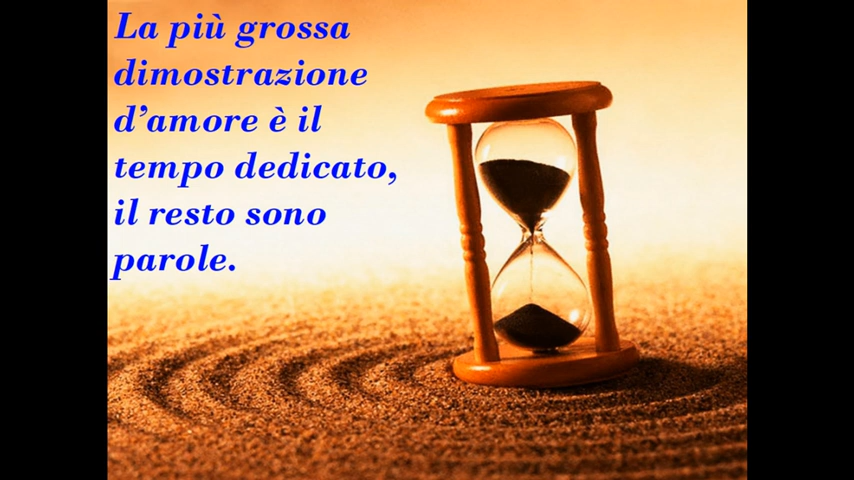 La più grossa
dimostrazione
d’amore è il
tempo dedicato,
il resto sono
parole.